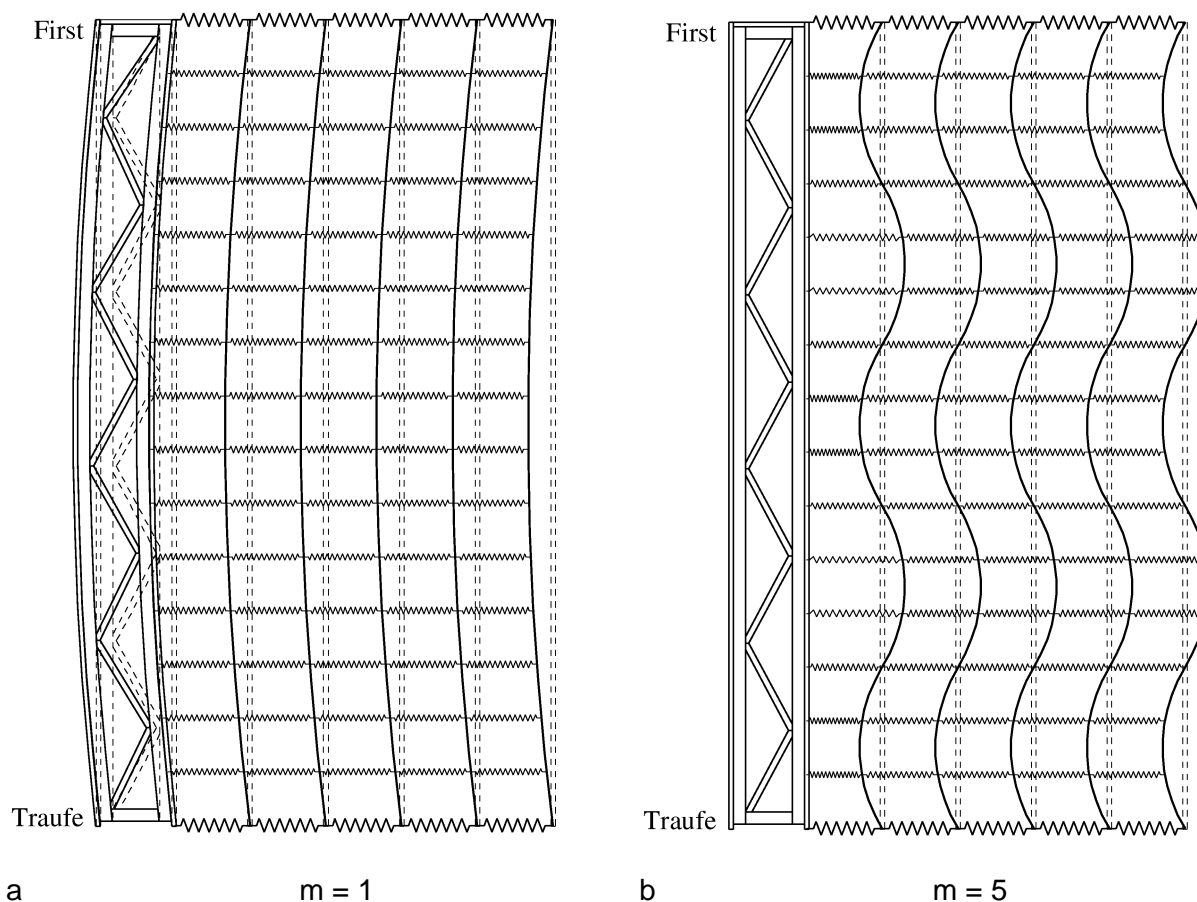 First
First
Traufe
Traufe
a
m = 1
b
m = 5